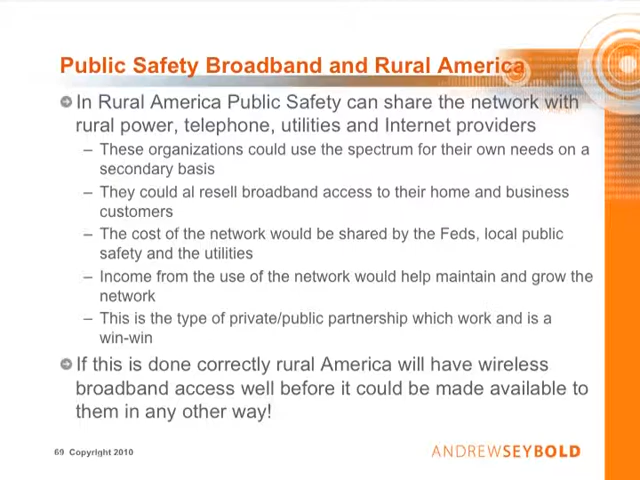 Public Safety Broadband and Rural America
In Rural America Public Safety can share the network with
rural power, telephone, utilities and Internet providers
– These organizations could use the spectrum for their own needs on a
secondary basis
– They could al resell broadband access to their home and business
customers
– The cost of the network would be shared by the Feds, local public
safety and the utilities
– Income from the use of the network would help maintain and grow the
network
– This is the type of private/public partnership which work and is a
win-win
If this is done correctly rural America will have wireless
broadband access well before it could be made available to
them in any other way!
69 Copyright 2010
ANDREWSEYBOLD